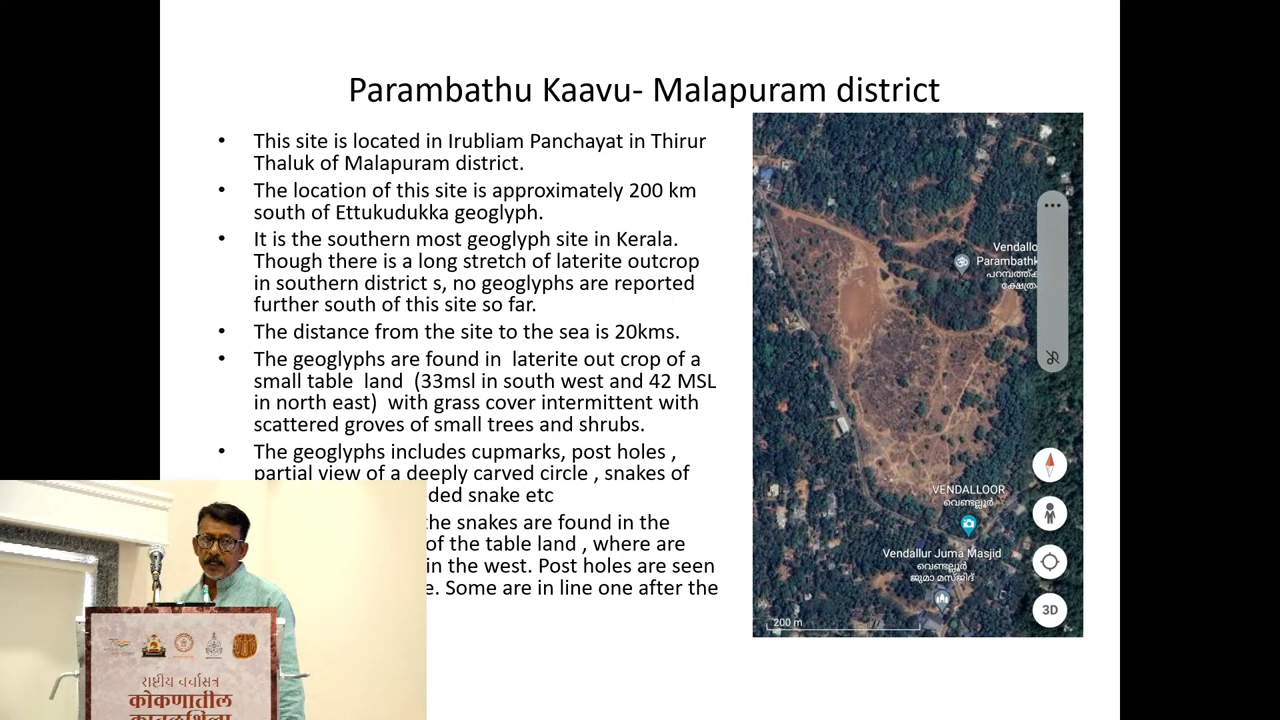 Parambathu Kaavu- Malapuram district
• This site is located in Irubliam Panchayat in Thirur
Thaluk of Malapuram district.
• The location of this site is approximately 200 km
south of Ettukudukka geoglyph.
• It is the southern most geoglyph site in Kerala.
Though there is a long stretch of laterite outcrop
in southern district s, no geoglyphs are reported
further south of this site so far.
• The distance from the site to the sea is 20kms.
• The geoglyphs are found in laterite out crop of a
small table land (33msl in south west and 42 MSL
in north east) with grass cover intermittent with
scattered groves of small trees and shrubs.
• The geoglyphs includes cupmarks, post holes ,
partial view of a deeply carved circle , snakes of
ded snake etc
the snakes are found in the
of the table land , where are
in the west. Post holes are seen
e. Some are in line one after the
Vendallo
Parambathk
പറമ്പത്ത്ക
ക്ഷേത്ര
VENDALLOOR
വെണ്ടല്ലൂർ
Vendallur Juma Masjid
വെണ്ടല്ലൂർ
ജുമാ മസ്ജിദ്
3D
200 m
राष्ट्रीय चर्चासत्र
कोकणातील
कातळशिल्प